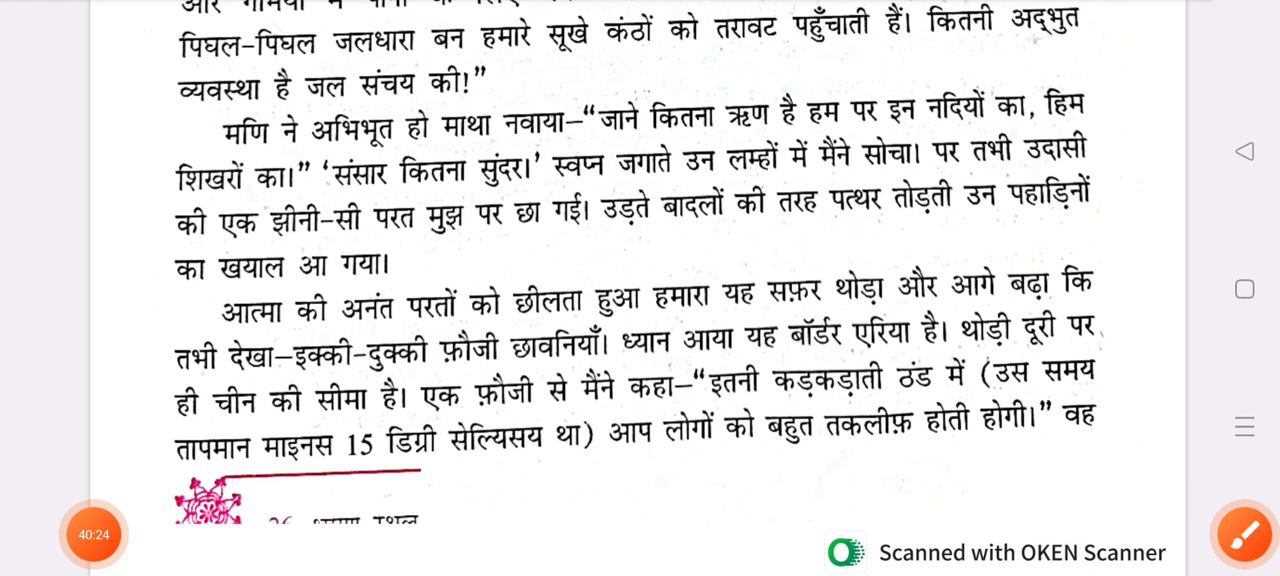 और
पिघल-पिघल जलधारा बन हमारे सूखे कंठों को तरावट पहुँचाती हैं। कितनी अद्भुत
व्यवस्था है जल संचय की!”
मणि ने अभिभूत हो माथा नवाया–“जाने कितना ऋण है हम पर इन नदियों का, हिम
शिखरों का।” ‘संसार कितना सुंदर।’ स्वप्न जगाते उन लम्हों में मैंने सोचा। पर तभी उदासी
की एक झीनी-सी परत मुझ पर छा गई। उड़ते बादलों की तरह पत्थर तोड़ती उन पहाड़िनों
का खयाल आ गया।
आत्मा की अनंत परतों को छीलता हुआ हमारा यह सफ़र थोड़ा और आगे बढ़ा कि
तभी देखा–इक्की-दुक्की फ़ौजी छावनियाँ। ध्यान आया यह बॉर्डर एरिया है। थोड़ी दूरी पर
ही चीन की सीमा है। एक फ़ौजी से मैंने कहा–“इतनी कड़कड़ाती ठंड में (उस समय
तापमान माइनस 15 डिग्री सेल्यिसय था) आप लोगों को बहुत तकलीफ़ होती होगी।” वह
40:24
Scanned with OKEN Scanner